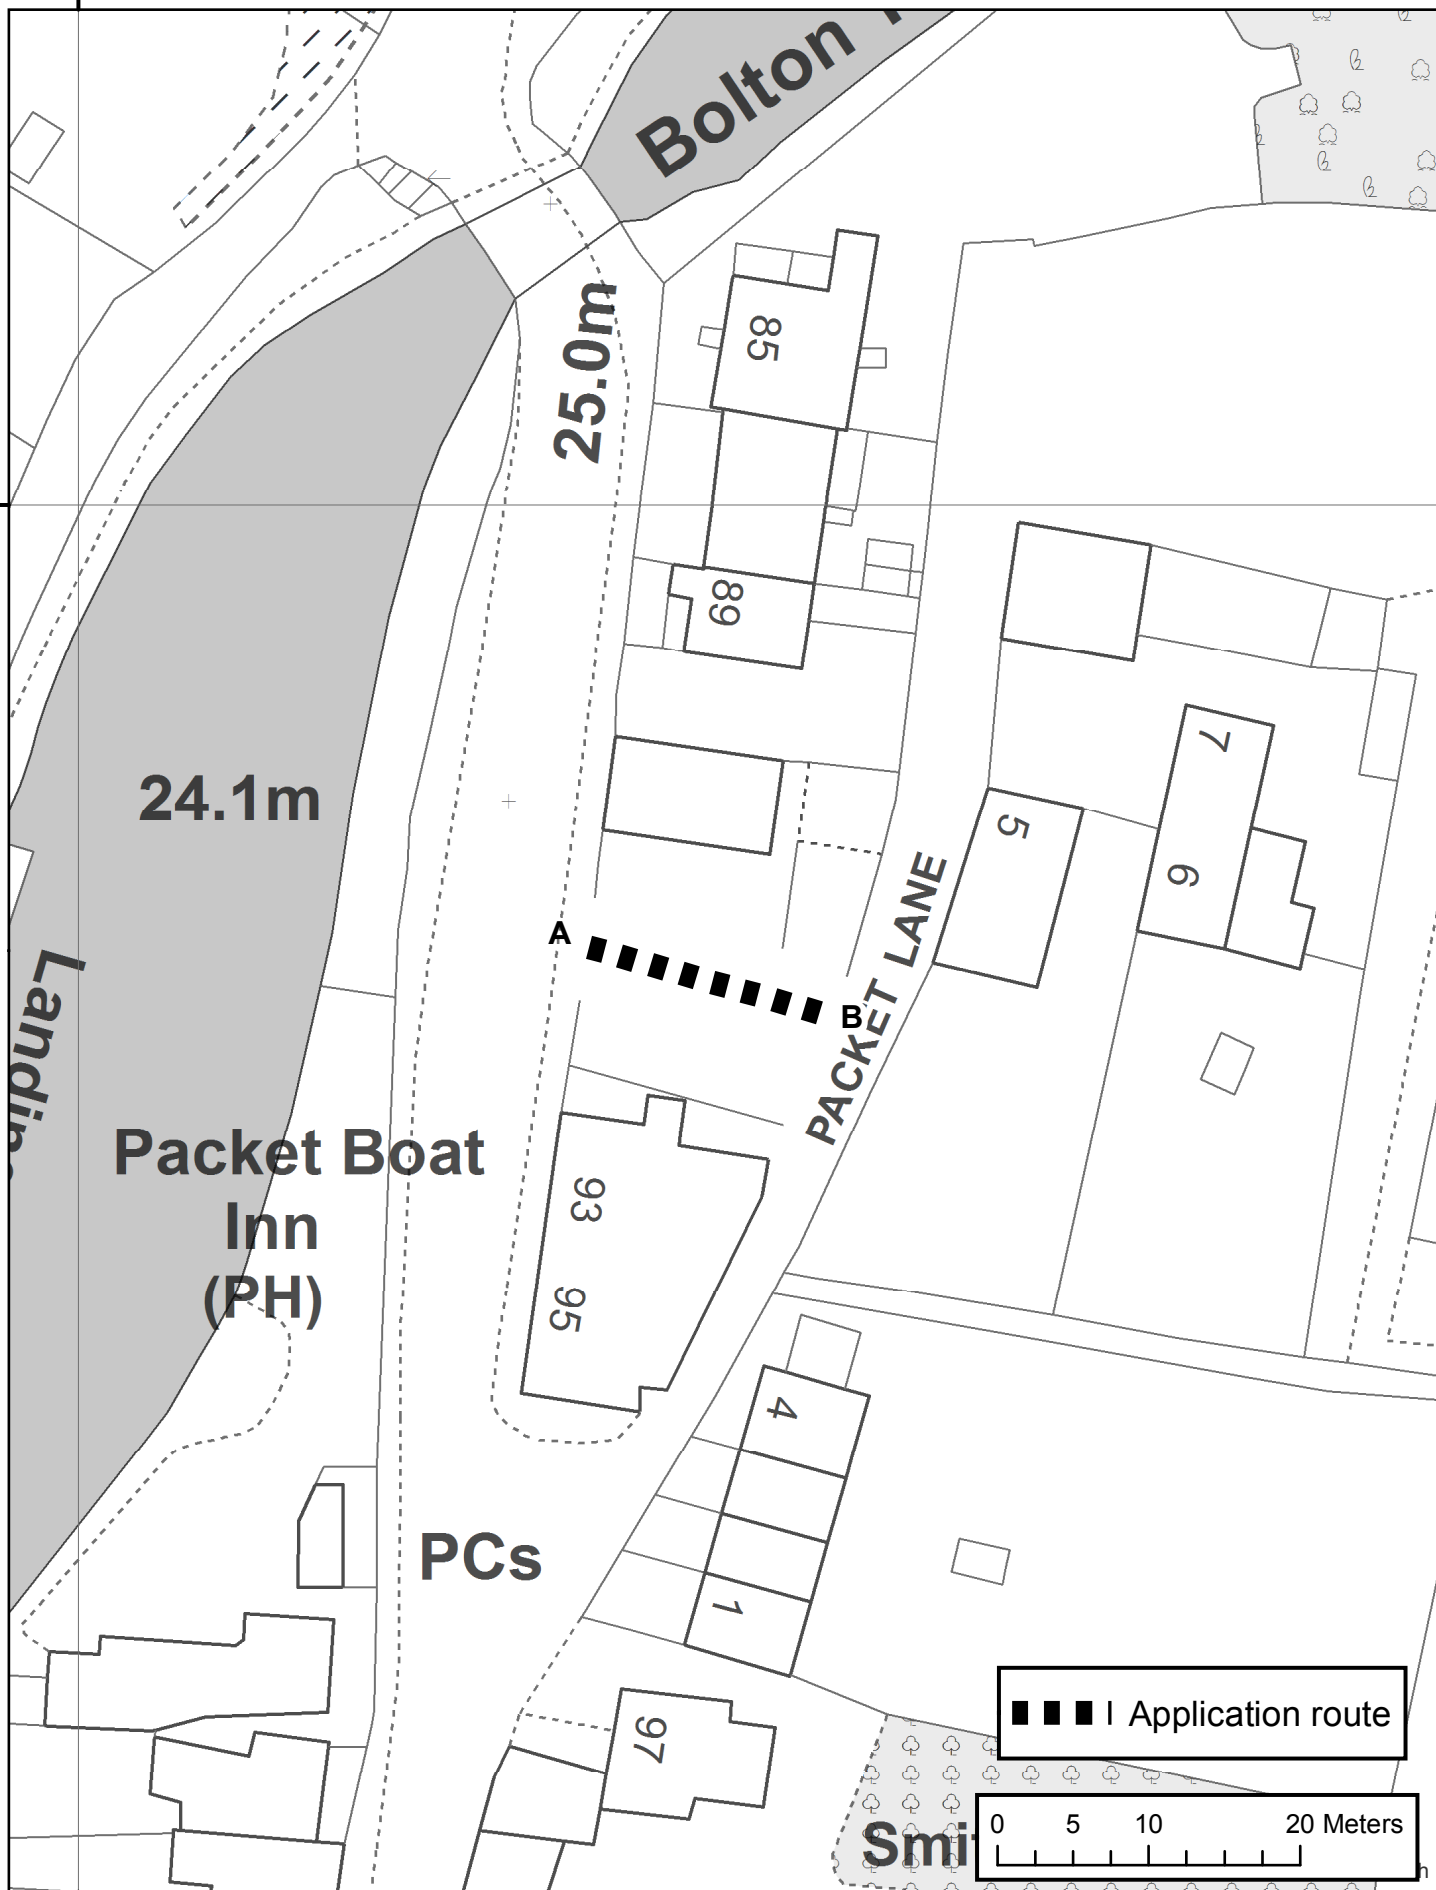 Bolton
85
25.0m
89
24.1m
7
5
6
PACKET LANE
A
B
Packet Boat
Inn
(PH)
93
95
4
PCs
1
97
Application route
0 5 10 20 Meters